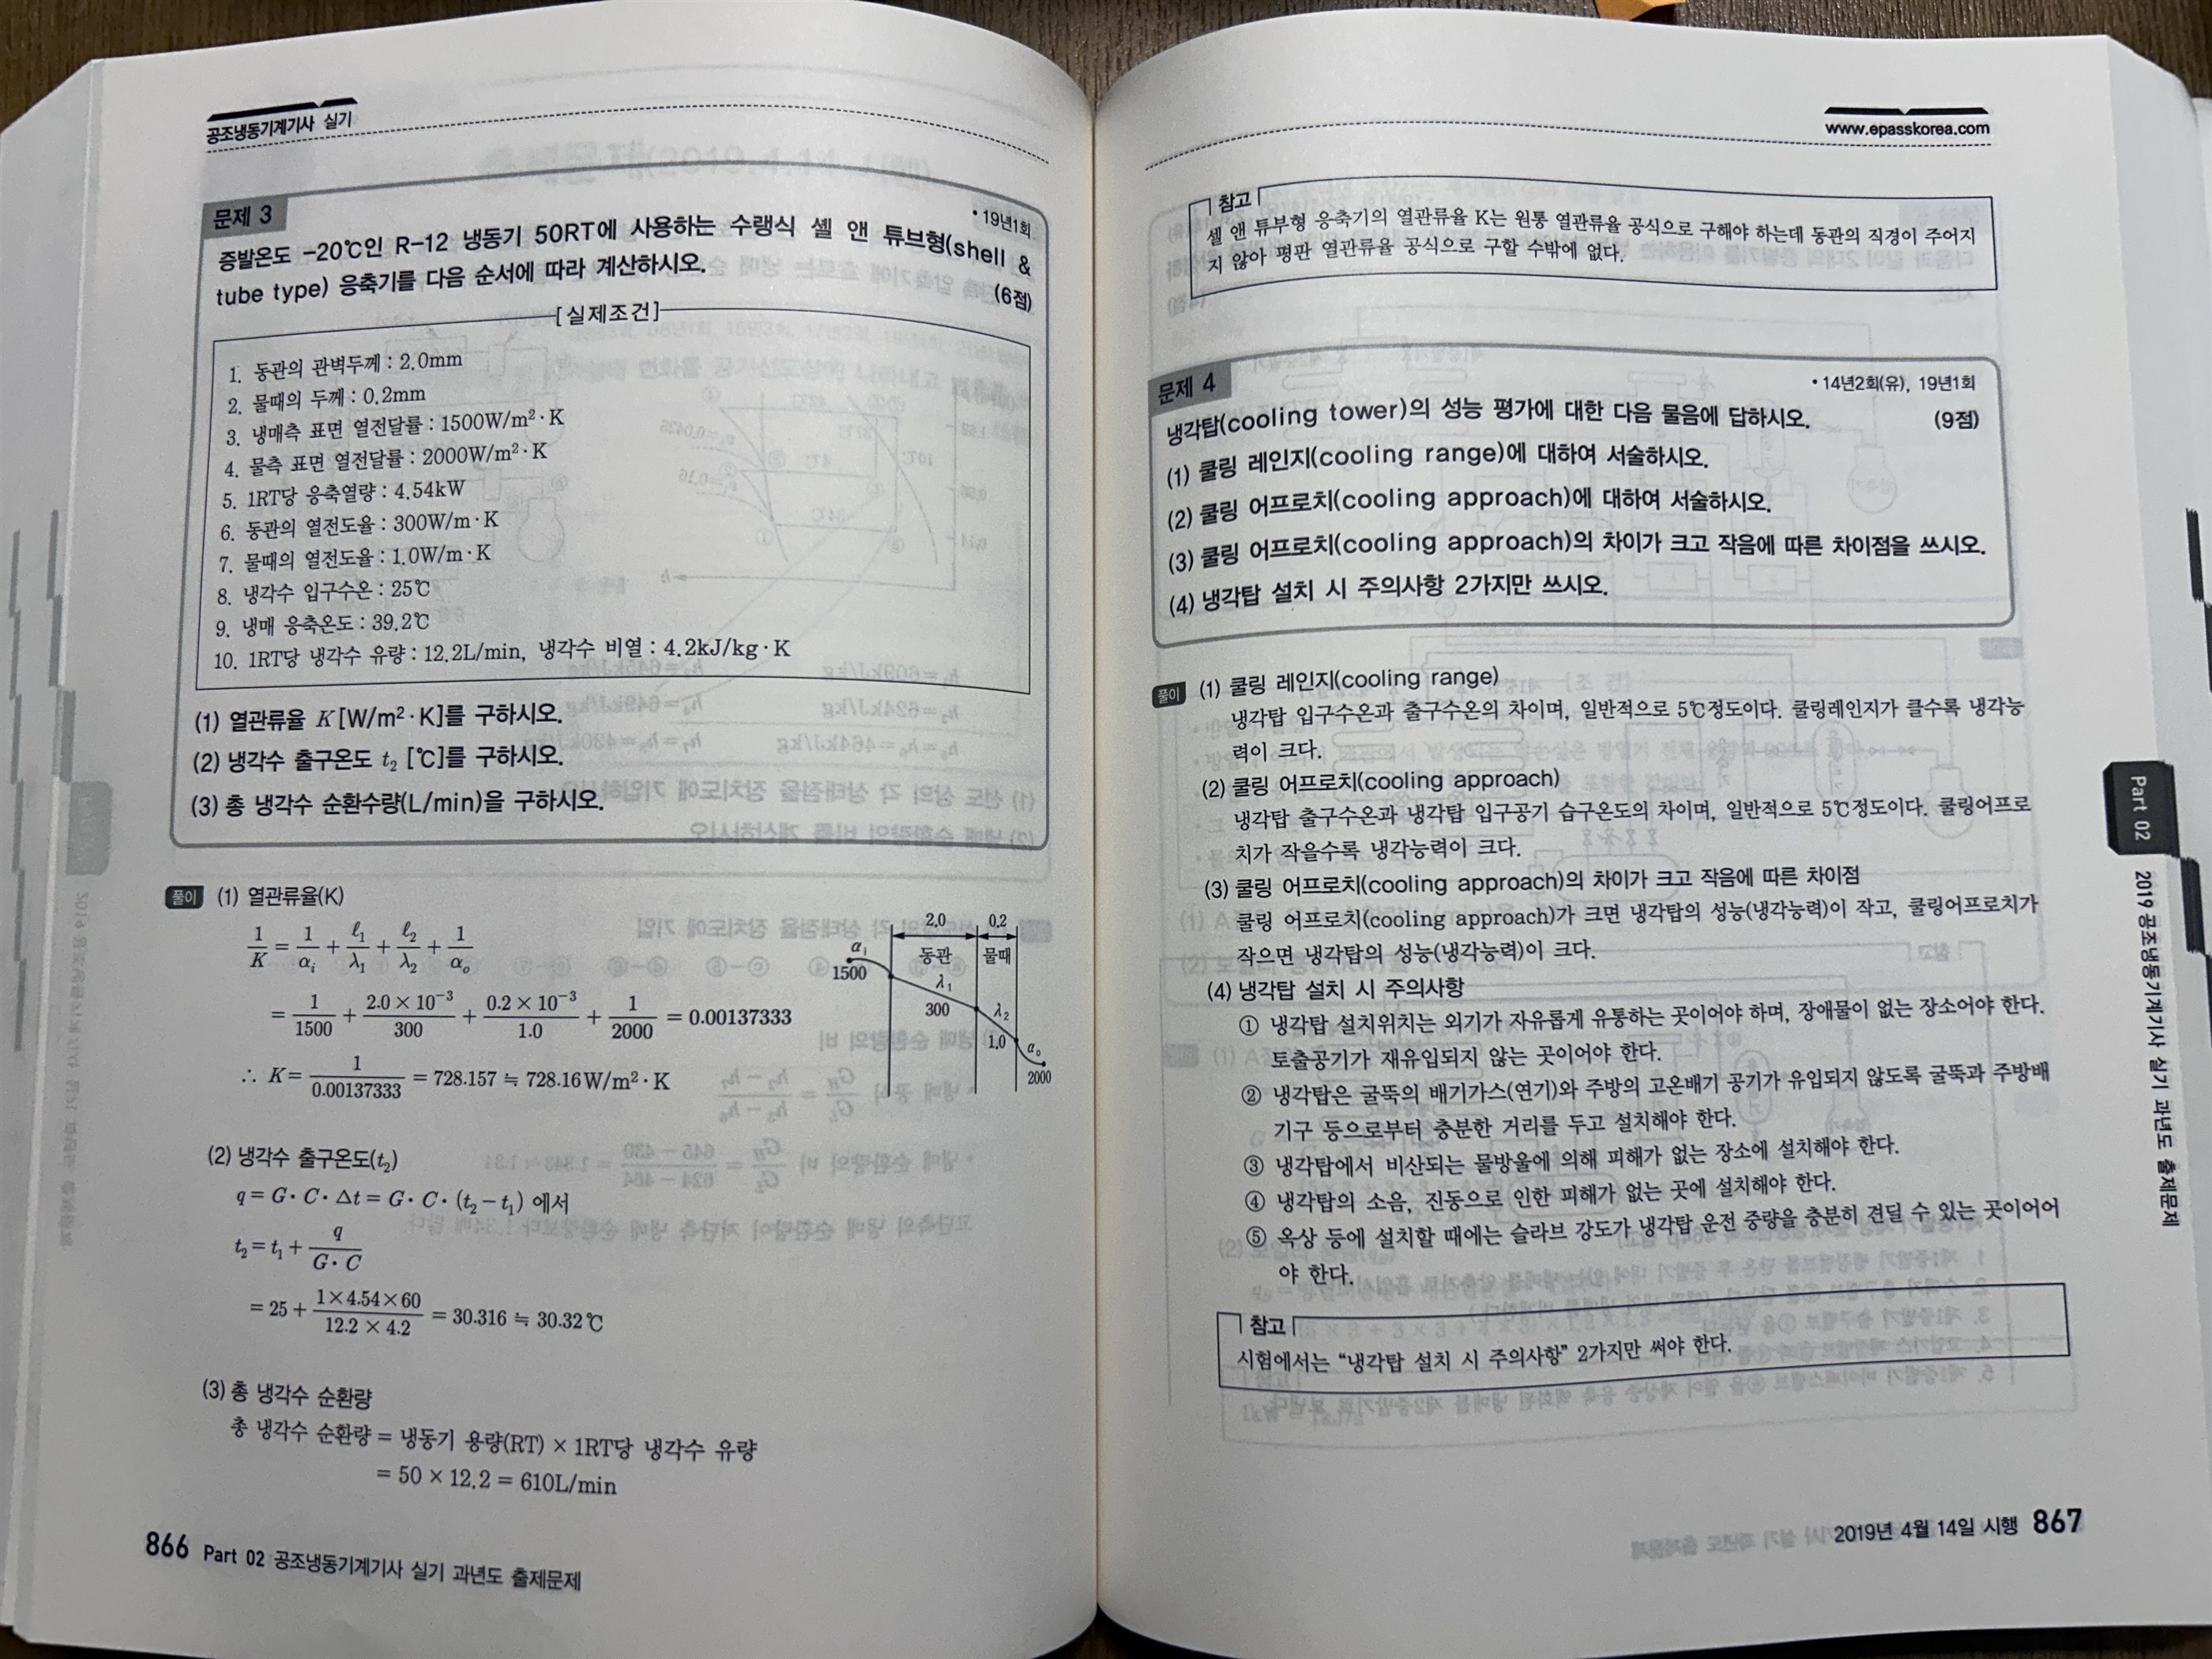 공조냉동기계기사 실기
문제 3
• 19년1회
증발온도 -20℃인 R-12 냉동기 50RT에 사용하는 수랭식 셸 앤 튜브형(shell &
tube type) 응축기를 다음 순서에 따라 계산하시오.
(6점)
[실제조건]
1. 동관의 관벽두께 : 2.0mm
2. 물때의 두께 : 0.2mm
3. 냉매측 표면 열전달률 : 1500W/m²·K
4. 물측 표면 열전달률 : 2000W/m²·K
5. 1RT당 응축열량 : 4.54kW
6. 동관의 열전도율 : 300W/m·K
7. 물때의 열전도율 : 1.0W/m·K
8. 냉각수 입구수온 : 25℃
9. 냉매 응축온도 : 39.2℃
10. 1RT당 냉각수 유량 : 12.2L/min, 냉각수 비열 : 4.2kJ/kg·K
(1) 열관류율 K[W/m²·K]를 구하시오.
(2) 냉각수 출구온도 t₂ [℃]를 구하시오.
(3) 총 냉각수 순환수량(L/min)을 구하시오.
풀이 (1) 열관류율(K)
1/K = 1/αᵢ + ℓ₁/λ₁ + ℓ₂/λ₂ + 1/αₒ
= 1/1500 + 2.0×10⁻³/300 + 0.2×10⁻³/1.0 + 1/2000 = 0.00137333
∴ K = 1/0.00137333 = 728.157 ≒ 728.16W/m²·K
2.0 0.2
αᵢ 동관 물때
1500
λ₁
300
λ₂
1.0
αₒ
2000
(2) 냉각수 출구온도(t₂)
q = G·C·Δt = G·C·(t₂ − t₁) 에서
t₂ = t₁ + q/G·C
= 25 + 1×4.54×60/12.2 × 4.2 = 30.316 ≒ 30.32℃
(3) 총 냉각수 순환량
총 냉각수 순환량 = 냉동기 용량(RT) × 1RT당 냉각수 유량
= 50 × 12.2 = 610L/min
866 Part 02 공조냉동기계기사 실기 과년도 출제문제
www.epasskorea.com
참고
셸 앤 튜부형 응축기의 열관류율 K는 원통 열관류율 공식으로 구해야 하는데 동관의 직경이 주어지
지 않아 평판 열관류율 공식으로 구할 수밖에 없다.
문제 4
• 14년2회(유), 19년1회
냉각탑(cooling tower)의 성능 평가에 대한 다음 물음에 답하시오.
(9점)
(1) 쿨링 레인지(cooling range)에 대하여 서술하시오.
(2) 쿨링 어프로치(cooling approach)에 대하여 서술하시오.
(3) 쿨링 어프로치(cooling approach)의 차이가 크고 작음에 따른 차이점을 쓰시오.
(4) 냉각탑 설치 시 주의사항 2가지만 쓰시오.
풀이 (1) 쿨링 레인지(cooling range)
냉각탑 입구수온과 출구수온의 차이며, 일반적으로 5℃정도이다. 쿨링레인지가 클수록 냉각능
력이 크다.
(2) 쿨링 어프로치(cooling approach)
냉각탑 출구수온과 냉각탑 입구공기 습구온도의 차이며, 일반적으로 5℃정도이다. 쿨링어프로
치가 작을수록 냉각능력이 크다.
(3) 쿨링 어프로치(cooling approach)의 차이가 크고 작음에 따른 차이점
쿨링 어프로치(cooling approach)가 크면 냉각탑의 성능(냉각능력)이 작고, 쿨링어프로치가
작으면 냉각탑의 성능(냉각능력)이 크다.
(4) 냉각탑 설치 시 주의사항
① 냉각탑 설치위치는 외기가 자유롭게 유통하는 곳이어야 하며, 장애물이 없는 장소어야 한다.
토출공기가 재유입되지 않는 곳이어야 한다.
② 냉각탑은 굴뚝의 배기가스(연기)와 주방의 고온배기 공기가 유입되지 않도록 굴뚝과 주방배
기구 등으로부터 충분한 거리를 두고 설치해야 한다.
③ 냉각탑에서 비산되는 물방울에 의해 피해가 없는 장소에 설치해야 한다.
④ 냉각탑의 소음, 진동으로 인한 피해가 없는 곳에 설치해야 한다.
⑤ 옥상 등에 설치할 때에는 슬라브 강도가 냉각탑 운전 중량을 충분히 견딜 수 있는 곳이어어
야 한다.
참고
시험에서는 “냉각탑 설치 시 주의사항” 2가지만 써야 한다.
Part 02
2019 공조냉동기계기사 실기 과년도 출제문제
2019년 4월 14일 시행 867